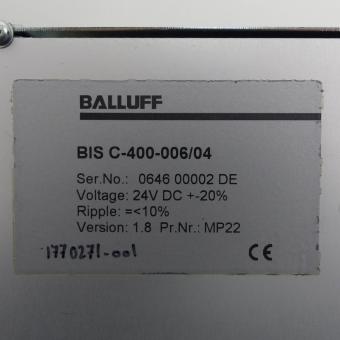 BALLUFF
BIS C-400-006/04
Ser.No.: 0646 00002 DE
Voltage: 24V DC +-20%
Ripple: =<10%
Version: 1.8 Pr.Nr.: MP22
1770271-001 CE